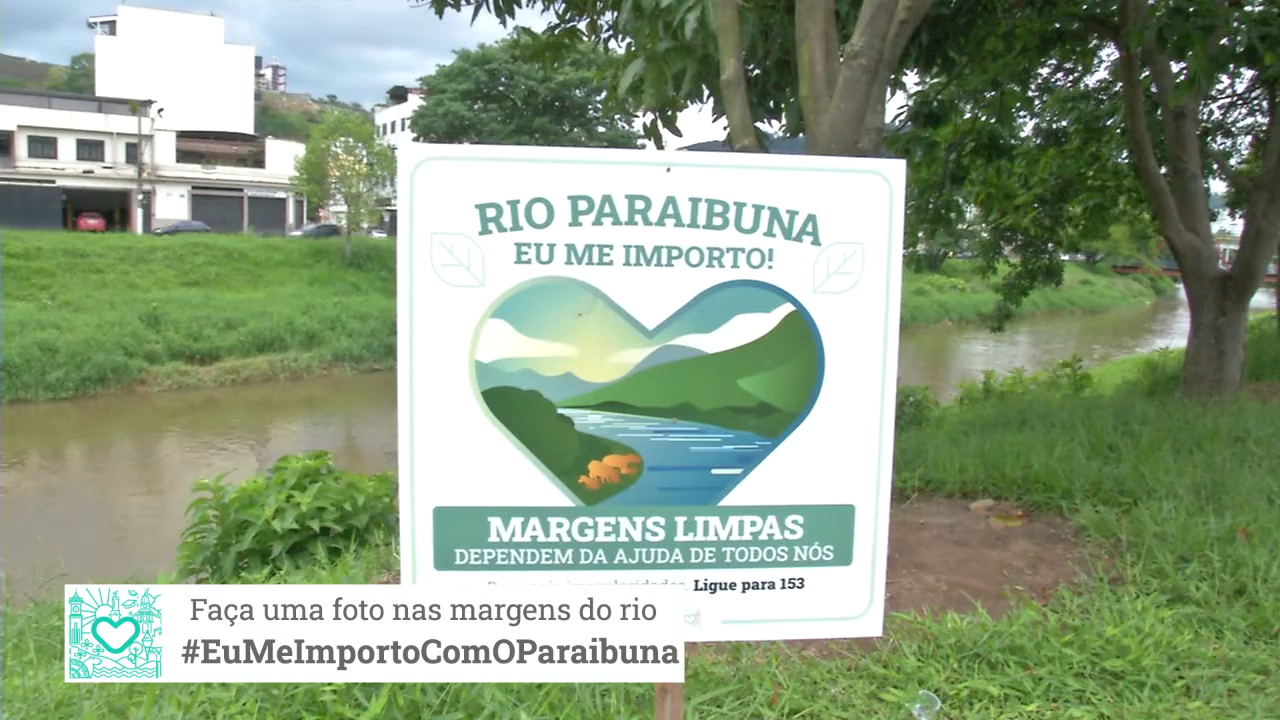 RIO PARAIBUNA
EU ME IMPORTO!
MARGENS LIMPAS
DEPENDEM DA AJUDA DE TODOS NÓS
Ligue para 153
Faça uma foto nas margens do rio
#EuMeImportoComOParaibuna